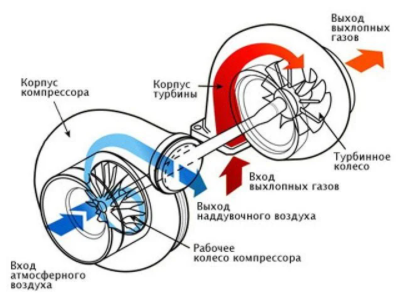 Выход
выхлопных
газов
Корпус
турбины
Корпус
компрессора
Турбинное
колесо
Вход
выхлопных газов
Выход
наддувочного воздуха
Рабочее
колесо компрессора
Вход
атмосферного
воздуха